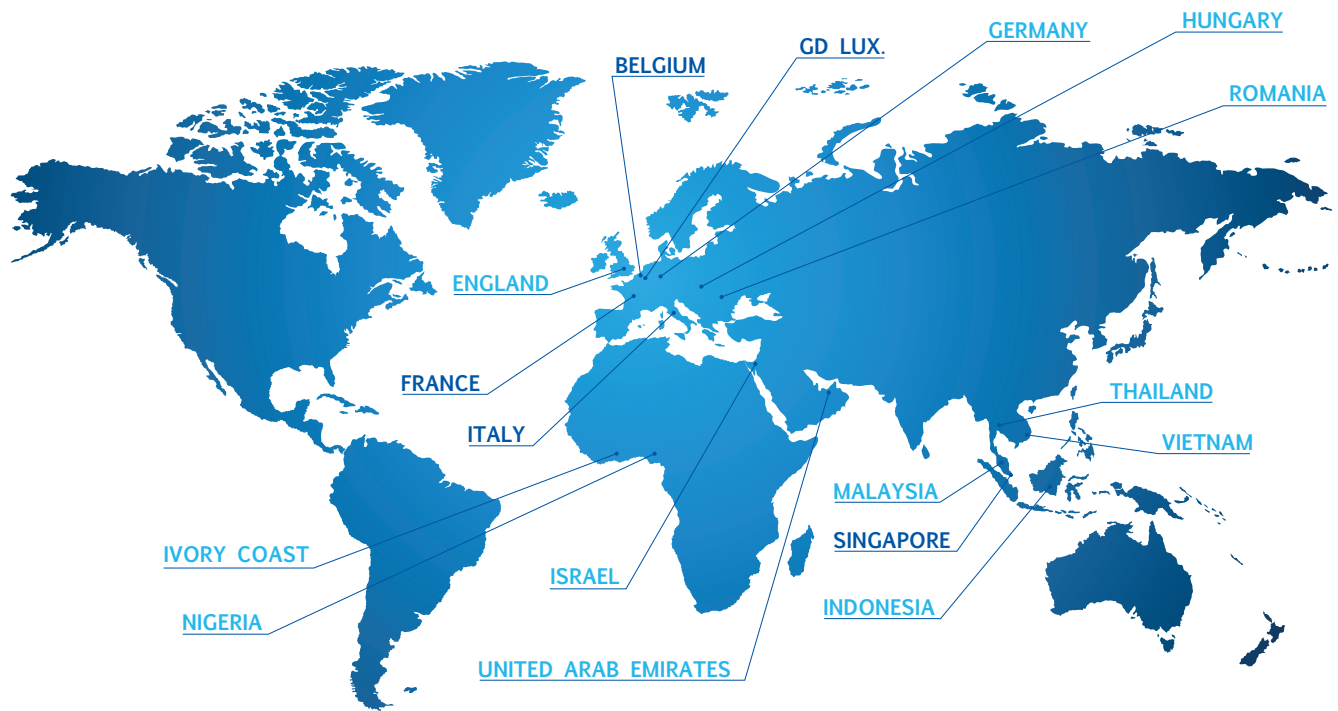 HUNGARY
GERMANY
GD LUX.
BELGIUM
ROMANIA
ENGLAND
FRANCE
THAILAND
ITALY
VIETNAM
MALAYSIA
SINGAPORE
IVORY COAST
ISRAEL
INDONESIA
NIGERIA
UNITED ARAB EMIRATES